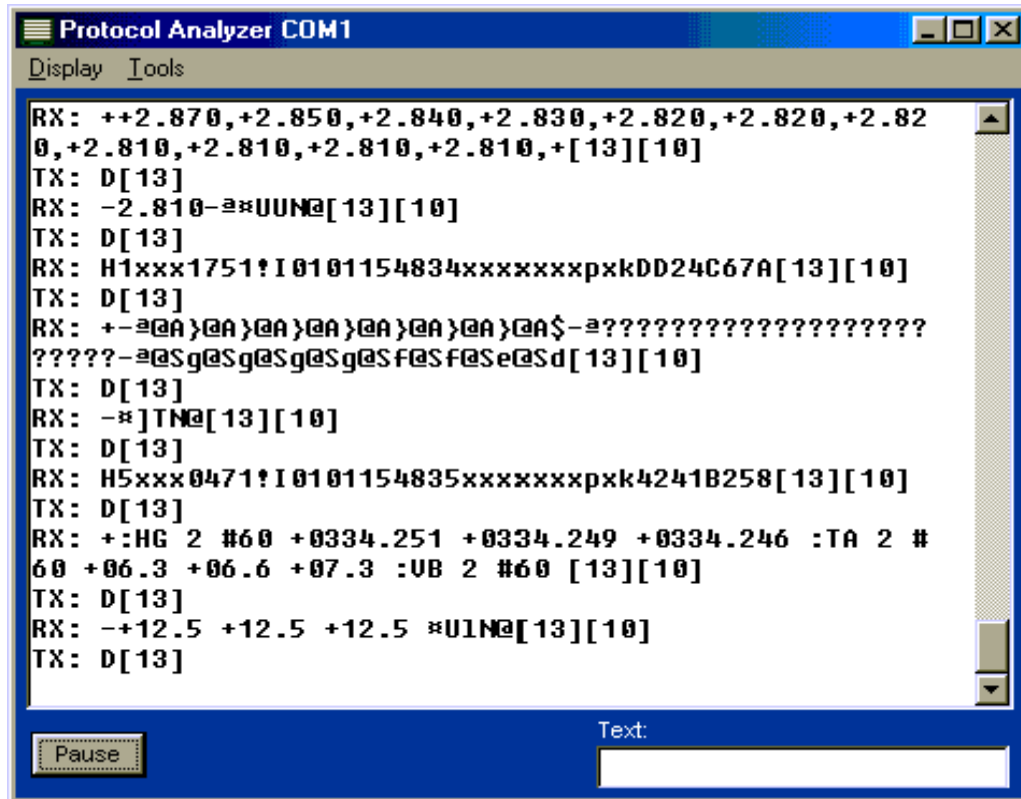 Protocol Analyzer COM1
Display Tools
RX: ++2.870,+2.850,+2.840,+2.830,+2.820,+2.820,+2.82
0,+2.810,+2.810,+2.810,+2.810,+[13][10]
TX: D[13]
RX: -2.810-ª¤UUN@[13][10]
TX: D[13]
RX: H1xxx1751!I0101154834xxxxxxxpxkDD24C67A[13][10]
TX: D[13]
RX: +-ª@A}@A}@A}@A}@A}@A}@A}@A$-ª???????????????????
?????-ª@Sg@Sg@Sg@Sg@Sf@Sf@Se@Sd[13][10]
TX: D[13]
RX: -¤]TN@[13][10]
TX: D[13]
RX: H5xxx0471!I0101154835xxxxxxxpxk4241B258[13][10]
TX: D[13]
RX: +:HG 2 #60 +0334.251 +0334.249 +0334.246 :TA 2 #
60 +06.3 +06.6 +07.3 :VB 2 #60 [13][10]
TX: D[13]
RX: -+12.5 +12.5 +12.5 ¤UlN@[13][10]
TX: D[13]
Text:
Pause